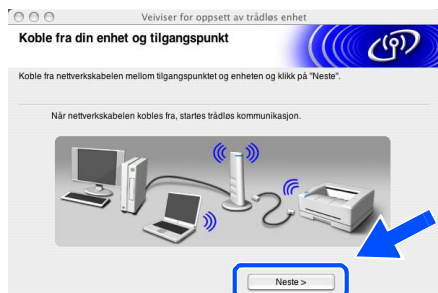 Veiviser for oppsett av trådløs enhet
Koble fra din enhet og tilgangspunkt
Koble fra nettverkskabelen mellom tilgangspunktet og enheten og klikk på "Neste".
Når nettverkskabelen kobles fra, startes trådløs kommunikasjon.
Neste >